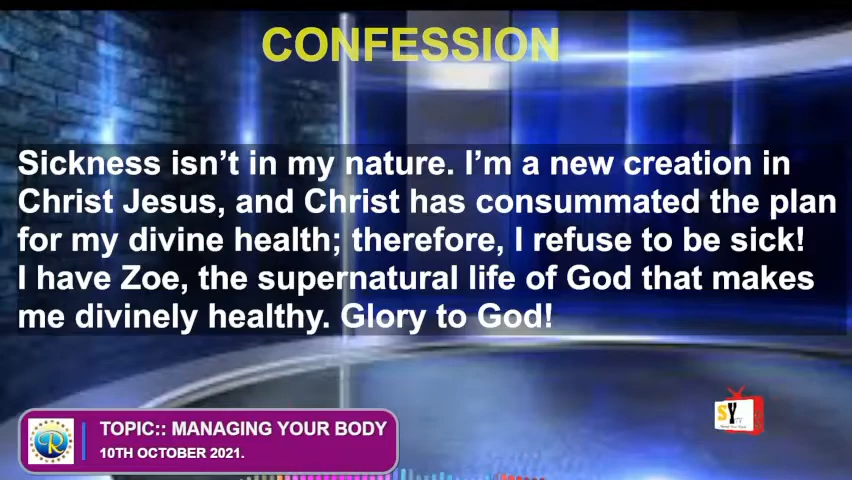 CONFESSION
Sickness isn't in my nature. I'm a new creation in
Christ Jesus, and Christ has consummated the plan
for my divine health; therefore, I refuse to be sick!
I have Zoe, the supernatural life of God that makes
me divinely healthy. Glory to God!
TOPIC:: MANAGING YOUR BODY
10TH OCTOBER 2021.
R
SY